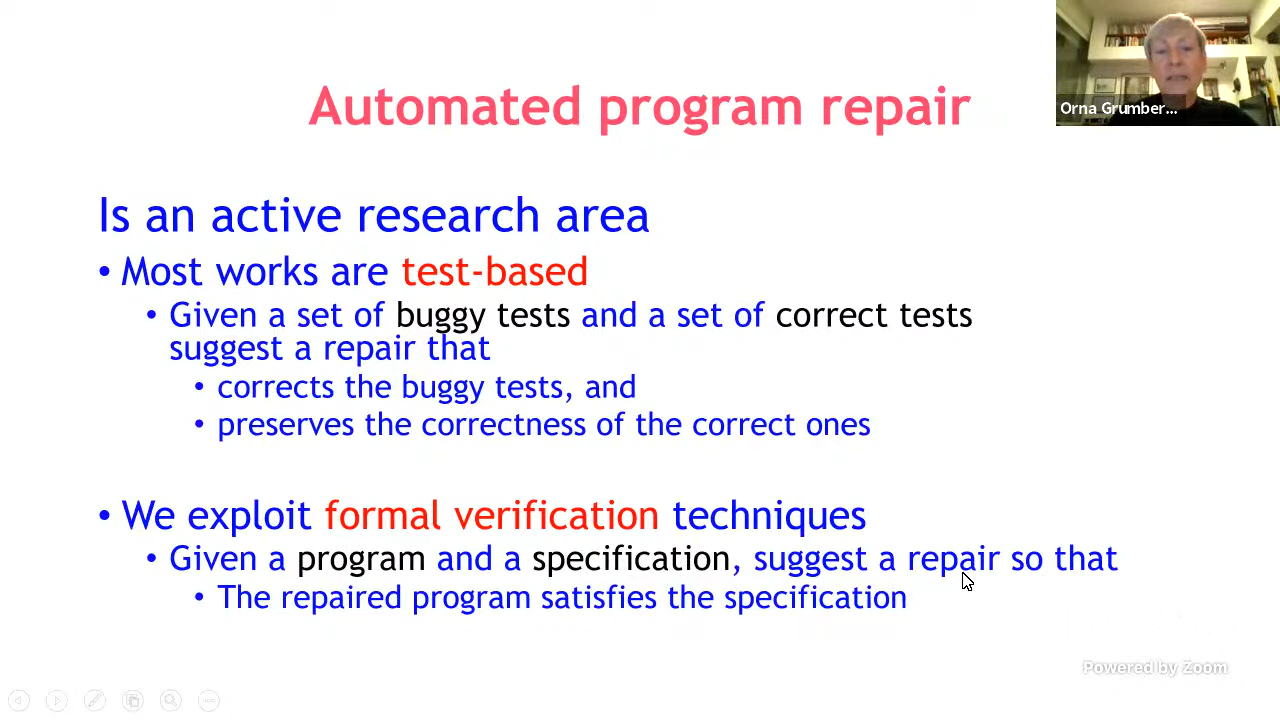 Automated program repair
Orna Grumber...
Is an active research area
• Most works are test-based
• Given a set of buggy tests and a set of correct tests
suggest a repair that
• corrects the buggy tests, and
• preserves the correctness of the correct ones
• We exploit formal verification techniques
• Given a program and a specification, suggest a repair so that
• The repaired program satisfies the specification
Powered by Zoom